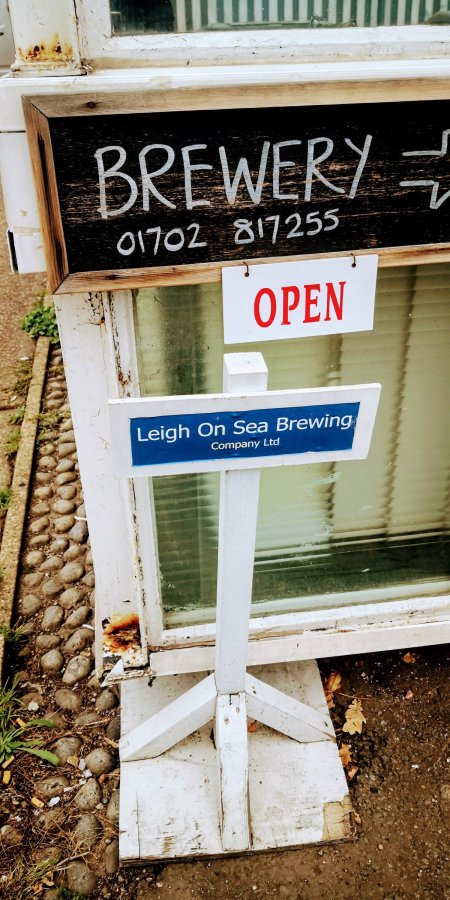 BREWERY
01702 817255
OPEN
Leigh On Sea Brewing
Company Ltd